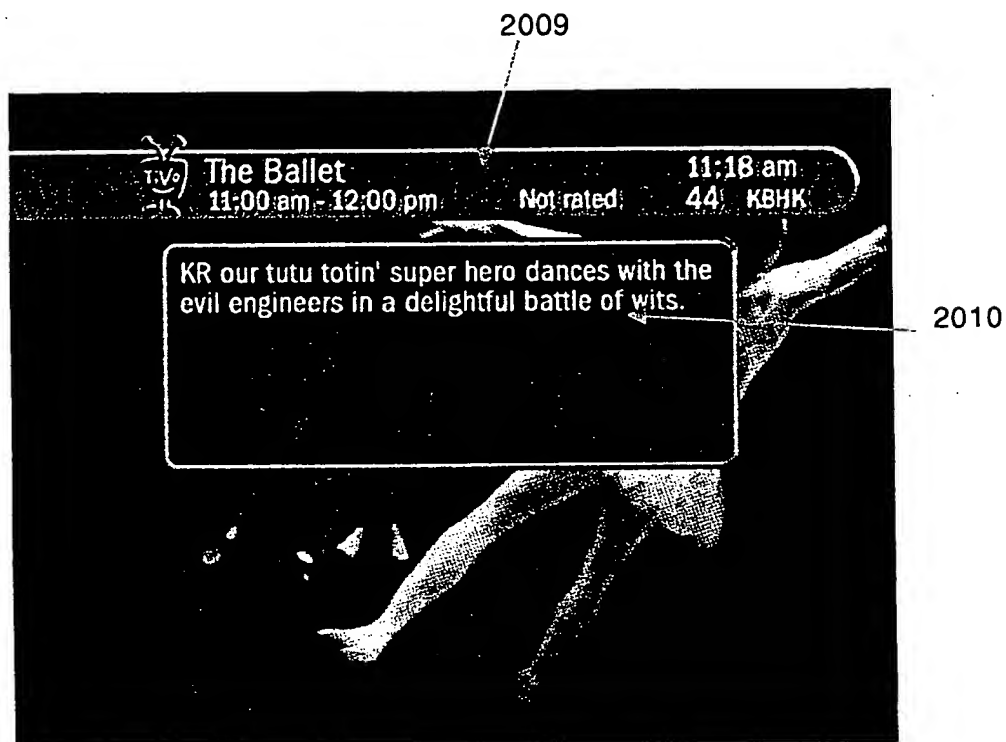 2009
TiVo
The Ballet
11:18 am
11:00 am - 12:00 pm
Not rated
44 KBHK
KR our tutu totin' super hero dances with the
evil engineers in a delightful battle of wits.
2010